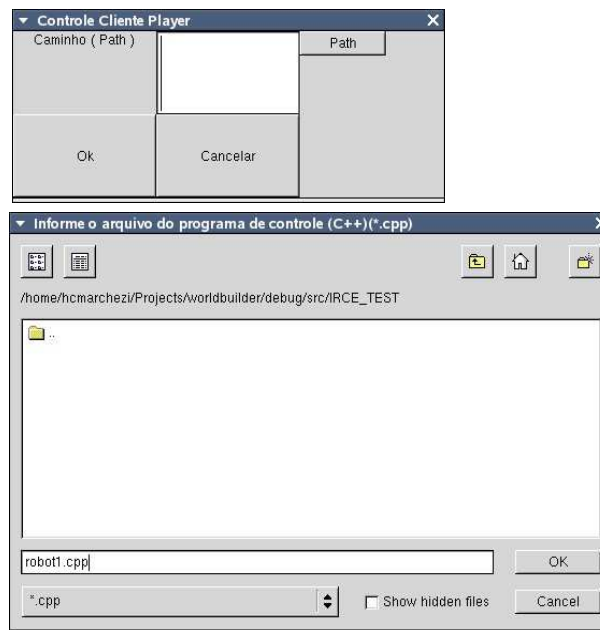 Controle Cliente Player
Caminho ( Path )
Path
Ok
Cancelar
Informe o arquivo do programa de controle (C++)(*.cpp)
/home/hcmarchezi/Projects/worldbuilder/debug/src/IRCE_TEST
..
robot1.cpp
OK
*.cpp
Show hidden files
Cancel